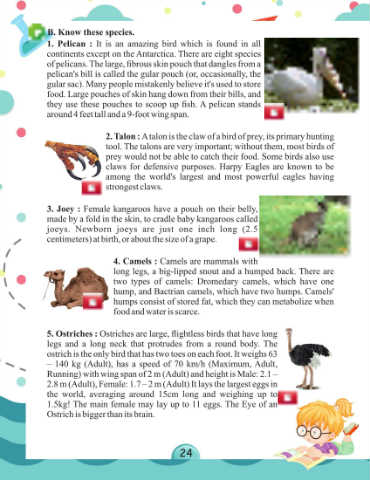 B. Know these species.
1. Pelican : It is an amazing bird which is found in all
continents except on the Antarctica. There are eight species
of pelicans. The large, fibrous skin pouch that dangles from a
pelican's bill is called the gular pouch (or, occasionally, the
gular sac). Many people mistakenly believe it's used to store
food. Large pouches of skin hang down from their bills, and
they use these pouches to scoop up fish. A pelican stands
around 4 feet tall and a 9-foot wing span.
2. Talon : A talon is the claw of a bird of prey, its primary hunting
tool. The talons are very important; without them, most birds of
prey would not be able to catch their food. Some birds also use
claws for defensive purposes. Harpy Eagles are known to be
among the world's largest and most powerful eagles having
strongest claws.
3. Joey : Female kangaroos have a pouch on their belly,
made by a fold in the skin, to cradle baby kangaroos called
joeys. Newborn joeys are just one inch long (2.5
centimeters) at birth, or about the size of a grape.
4. Camels : Camels are mammals with
long legs, a big-lipped snout and a humped back. There are
two types of camels: Dromedary camels, which have one
hump, and Bactrian camels, which have two humps. Camels'
humps consist of stored fat, which they can metabolize when
food and water is scarce.
5. Ostriches : Ostriches are large, flightless birds that have long
legs and a long neck that protrudes from a round body. The
ostrich is the only bird that has two toes on each foot. It weighs 63
– 140 kg (Adult), has a speed of 70 km/h (Maximum, Adult,
Running) with wing span of 2 m (Adult) and height is Male: 2.1 –
2.8 m (Adult), Female: 1.7 – 2 m (Adult) It lays the largest eggs in
the world, averaging around 15cm long and weighing up to
1.5kg! The main female may lay up to 11 eggs. The Eye of an
Ostrich is bigger than its brain.
24